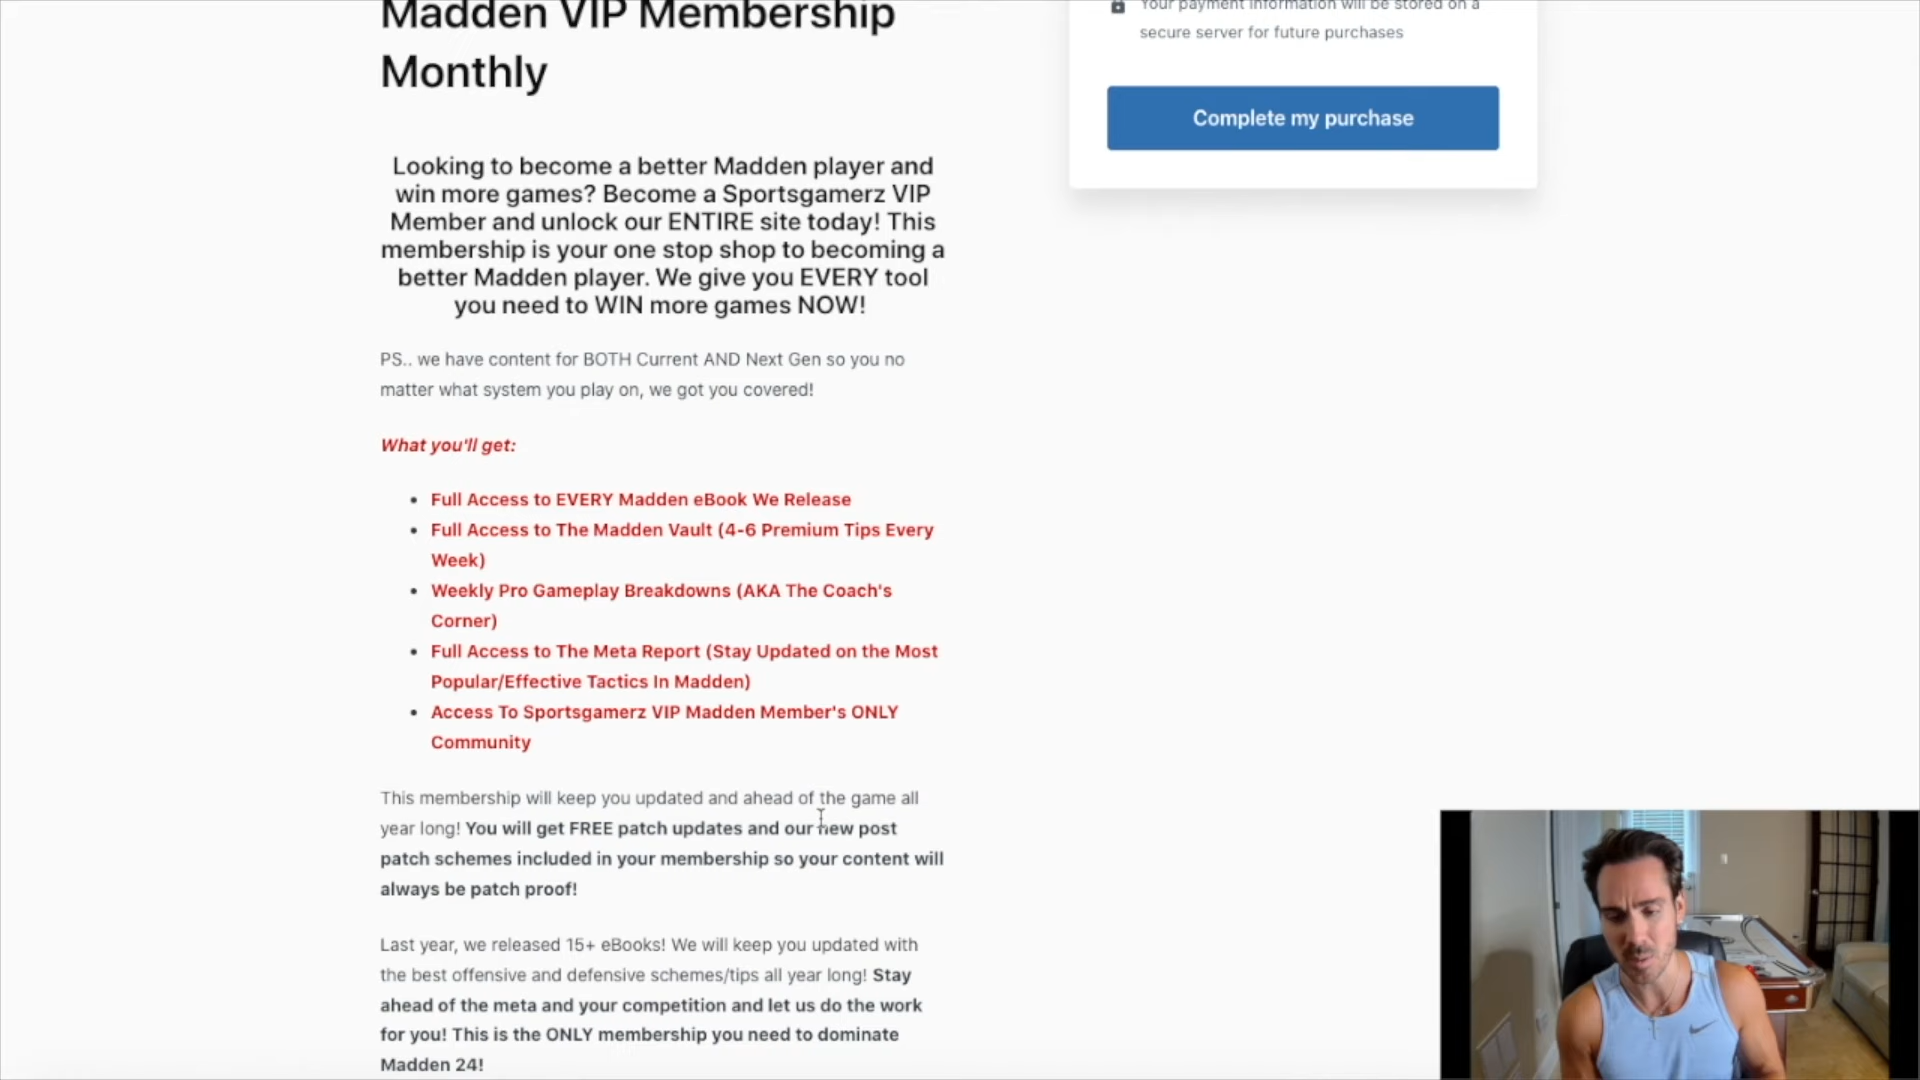 Madden VIP Membership
Monthly
Looking to become a better Madden player and
win more games? Become a Sportsgamerz VIP
Member and unlock our ENTIRE site today! This
membership is your one stop shop to becoming a
better Madden player. We give you EVERY tool
you need to WIN more games NOW!
PS.. we have content for BOTH Current AND Next Gen so you no
matter what system you play on, we got you covered!
What you'll get:
Full Access to EVERY Madden eBook We Release
Full Access to The Madden Vault (4-6 Premium Tips Every
Week)
Weekly Pro Gameplay Breakdowns (AKA The Coach's
Corner)
Full Access to The Meta Report (Stay Updated on the Most
Popular/Effective Tactics In Madden)
Access To Sportsgamerz VIP Madden Member's ONLY
Community
This membership will keep you updated and ahead of the game all
year long! You will get FREE patch updates and our new post
patch schemes included in your membership so your content will
always be patch proof!
Last year, we released 15+ eBooks! We will keep you updated with
the best offensive and defensive schemes/tips all year long! Stay
ahead of the meta and your competition and let us do the work
for you! This is the ONLY membership you need to dominate
Madden 24!
Your payment information will be stored on a
secure server for future purchases
Complete my purchase